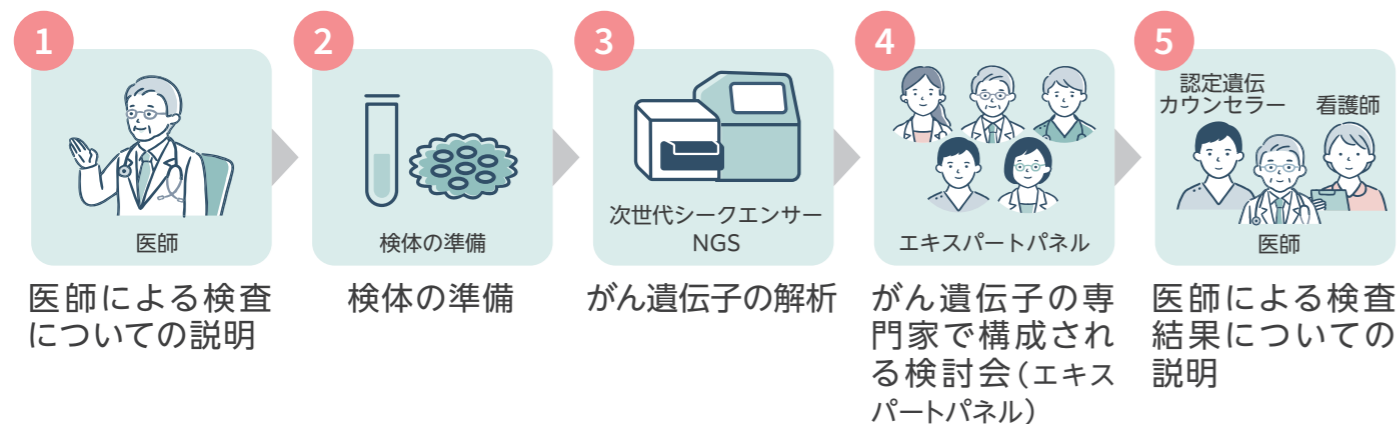 1
医師
医師による検査
についての説明
2
検体の準備
検体の準備
3
次世代シークエンサー
NGS
がん遺伝子の解析
4
エキスパートパネル
がん遺伝子の専
門家で構成され
る検討会(エキス
パートパネル)
5
認定遺伝
カウンセラー
看護師
医師
医師による検査
結果についての
説明